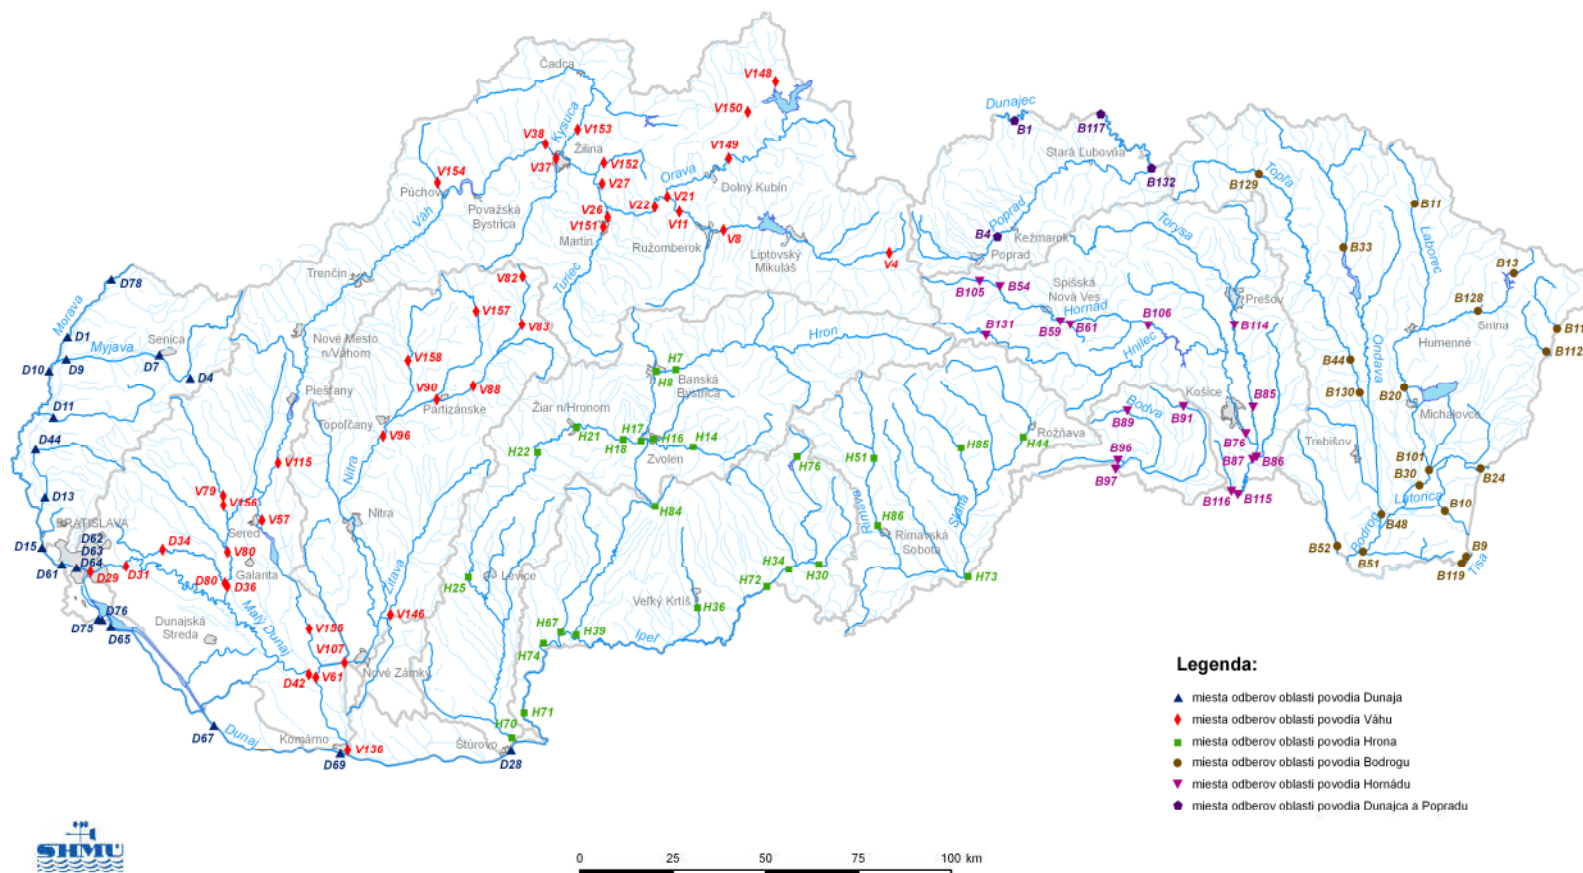 Čadca
V148
V150
Kysuca
V153
V38
Žilina
V37
V152
V149
Orava
V154
Púchov
V27
Dolný Kubín
V21
Považská
Bystrica
V26
V22
V11
V151
Martin
Ružomberok
V8
Liptovský
Mikuláš
V4
Váh
Trenčín
Turiec
V82
V157
V83
Dunajec
B1
B117
Stará Ľubovňa
B132
Poprad
B4
Kežmarok
Poprad
B129
Topľa
B11
B33
Laborec
Torysa
B105
B54
Spišská
Nová Ves
Hornád
B59
B61
B106
B131
Hnilec
Prešov
B114
B13
B128
Snina
Humenné
B112
Ondava
B44
B130
B20
Michalovce
Trebišov
B101
B30
B24
Latorica
B10
B48
Bodrog
B52
B51
B9
B119
Tisa
Košice
B85
Bodva
B89
B91
B76
B96
B97
B87
B86
B116
B115
D78
Morava
D1
Senica
Myjava
D9
D10
D7
D4
Nové Mesto
n/Váhom
D11
Piešťany
D44
V158
V90
V88
Partizánske
Topoľčany
V96
V115
Nitra
V79
V156
D13
BRATISLAVA
V57
Sereď
Nitra
D15
D62
D63
D64
D61
D34
D29
D31
V80
Galanta
D80
D36
Žitava
V146
D76
D75
D65
Dunajská
Streda
Malý Dunaj
V107
Nové Zámky
D42
V61
D67
Dunaj
Komárno
V136
D69
Štúrovo
D28
Hron
H7
H8
Banská
Bystrica
Žiar n/Hronom
H21
H17
H18
H16
H14
H22
Zvolen
H76
H51
H85
H44
Rožňava
H84
Rimava
Slaná
H86
Rimavská
Sobota
H73
Levice
H25
H34
H30
H72
Veľký Krtíš
H36
H67
H39
H74
Ipeľ
H71
H70
Legenda:
miesta odberov oblasti povodia Dunaja
miesta odberov oblasti povodia Váhu
miesta odberov oblasti povodia Hrona
miesta odberov oblasti povodia Bodrogu
miesta odberov oblasti povodia Hornádu
miesta odberov oblasti povodia Dunajca a Popradu
SHMÚ
0 25 50 75 100 km